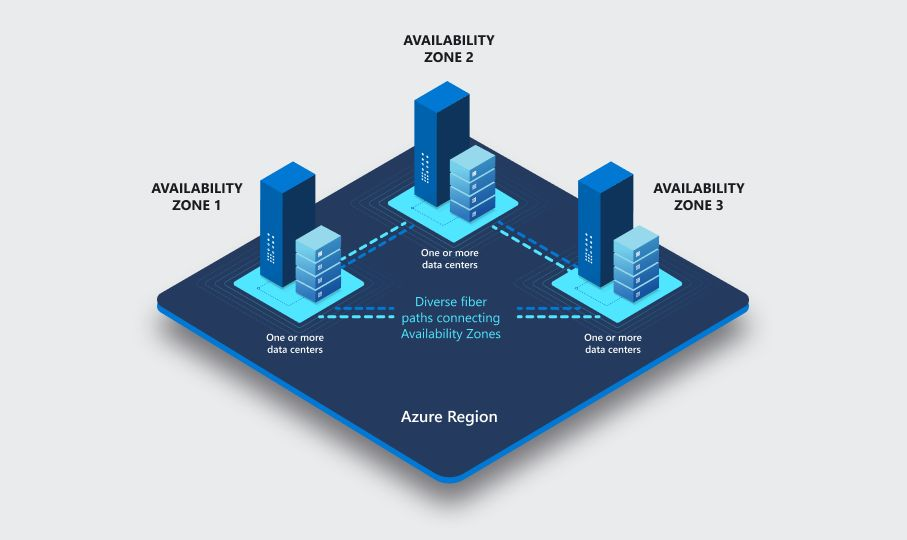 AVAILABILITY
ZONE 2
AVAILABILITY
ZONE 1
AVAILABILITY
ZONE 3
One or more
data centers
Diverse fiber
paths connecting
Availability Zones
One or more
data centers
One or more
data centers
Azure Region